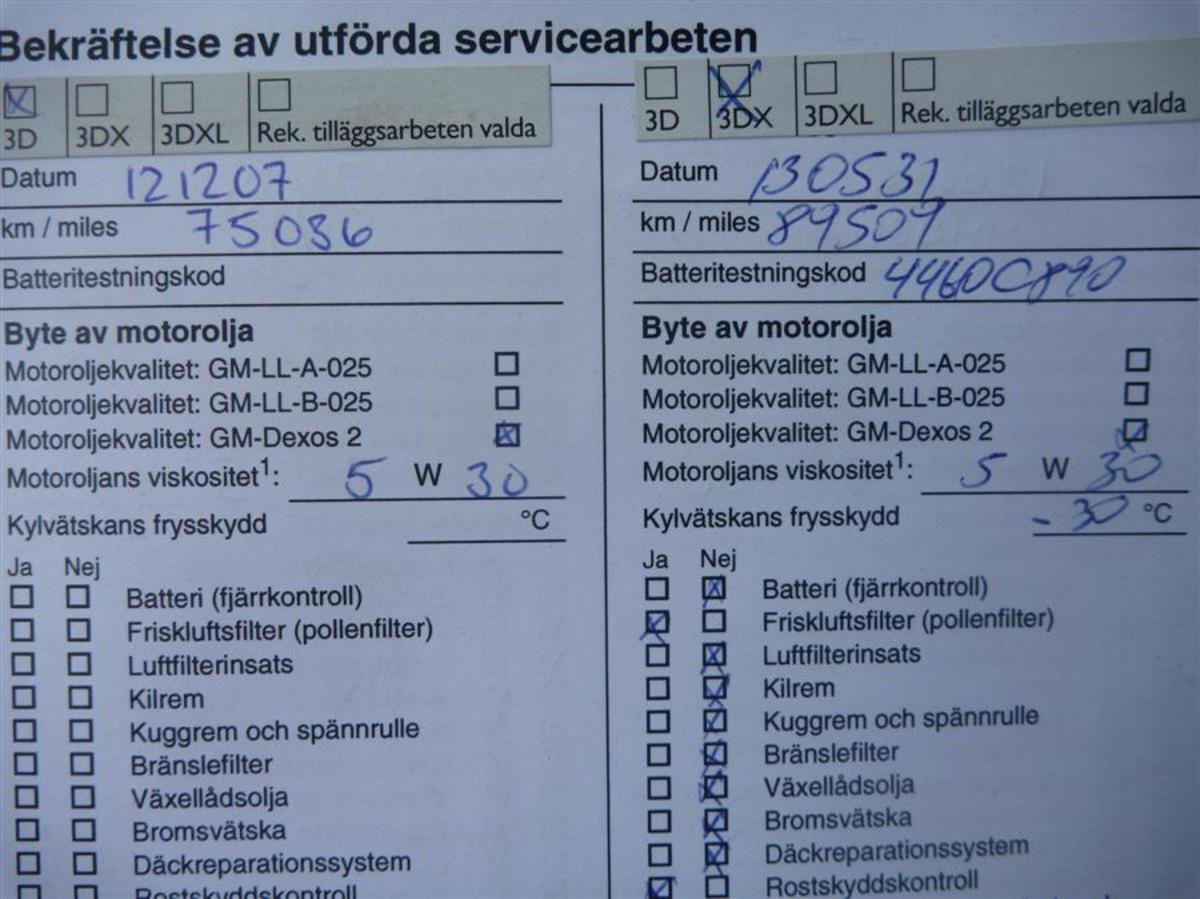 Bekräftelse av utförda servicearbeten
3D 3DX 3DXL Rek. tilläggsarbeten valda
Datum 121207
km / miles 75036
Batteritestningskod
Byte av motorolja
Motoroljekvalitet: GM-LL-A-025
Motoroljekvalitet: GM-LL-B-025
Motoroljekvalitet: GM-Dexos 2
Motoroljans viskositet1: 5 W 30
Kylvätskans frysskydd °C
Ja Nej
Batteri (fjärrkontroll)
Friskluftsfilter (pollenfilter)
Luftfilterinsats
Kilrem
Kuggrem och spännrulle
Bränslefilter
Växellådsolja
Bromsvätska
Däckreparationssystem
Rostskyddskontroll
3D 3DX 3DXL Rek. tilläggsarbeten valda
Datum 130531
km / miles 89509
Batteritestningskod
Byte av motorolja
Motoroljekvalitet: GM-LL-A-025
Motoroljekvalitet: GM-LL-B-025
Motoroljekvalitet: GM-Dexos 2
Motoroljans viskositet1: 5 W 30
Kylvätskans frysskydd -30 °C
Ja Nej
Batteri (fjärrkontroll)
Friskluftsfilter (pollenfilter)
Luftfilterinsats
Kilrem
Kuggrem och spännrulle
Bränslefilter
Växellådsolja
Bromsvätska
Däckreparationssystem
Rostskyddskontroll